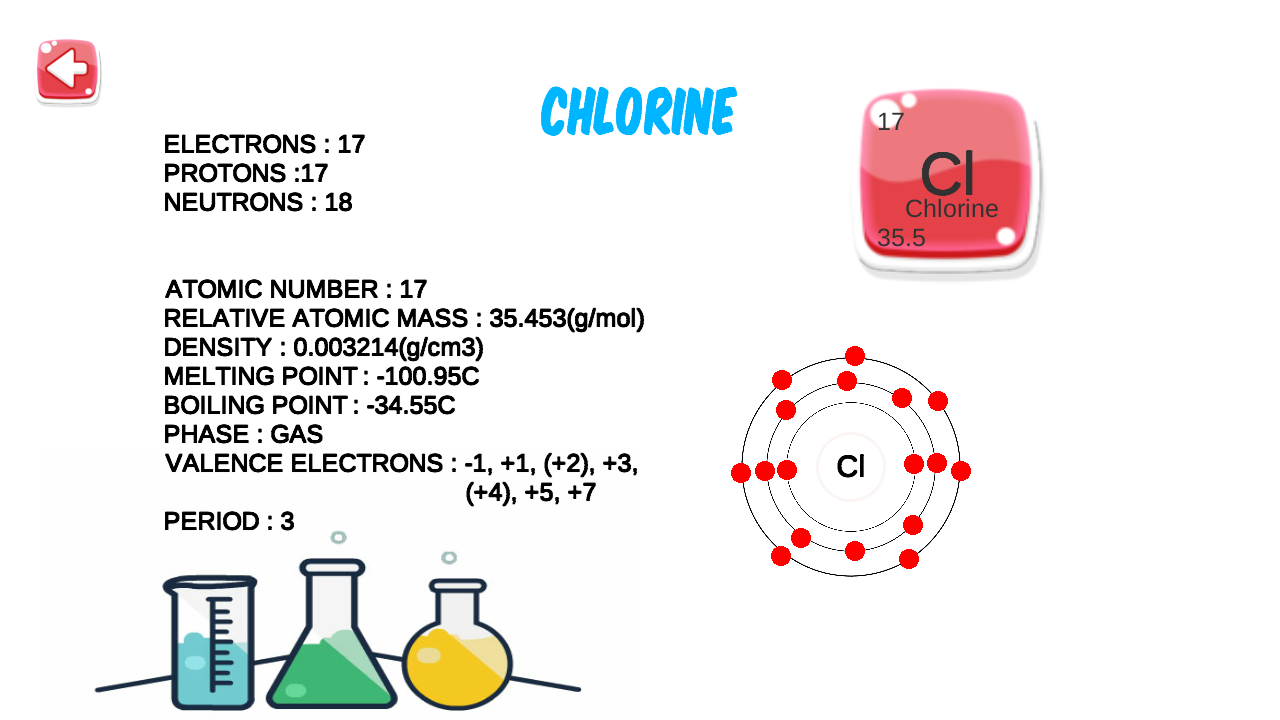 CHLORINE
ELECTRONS : 17
PROTONS :17
NEUTRONS : 18
ATOMIC NUMBER : 17
RELATIVE ATOMIC MASS : 35.453(g/mol)
DENSITY : 0.003214(g/cm3)
MELTING POINT : -100.95C
BOILING POINT : -34.55C
PHASE : GAS
VALENCE ELECTRONS : -1, +1, (+2), +3,
(+4), +5, +7
PERIOD : 3
17
Cl
Chlorine
35.5
Cl